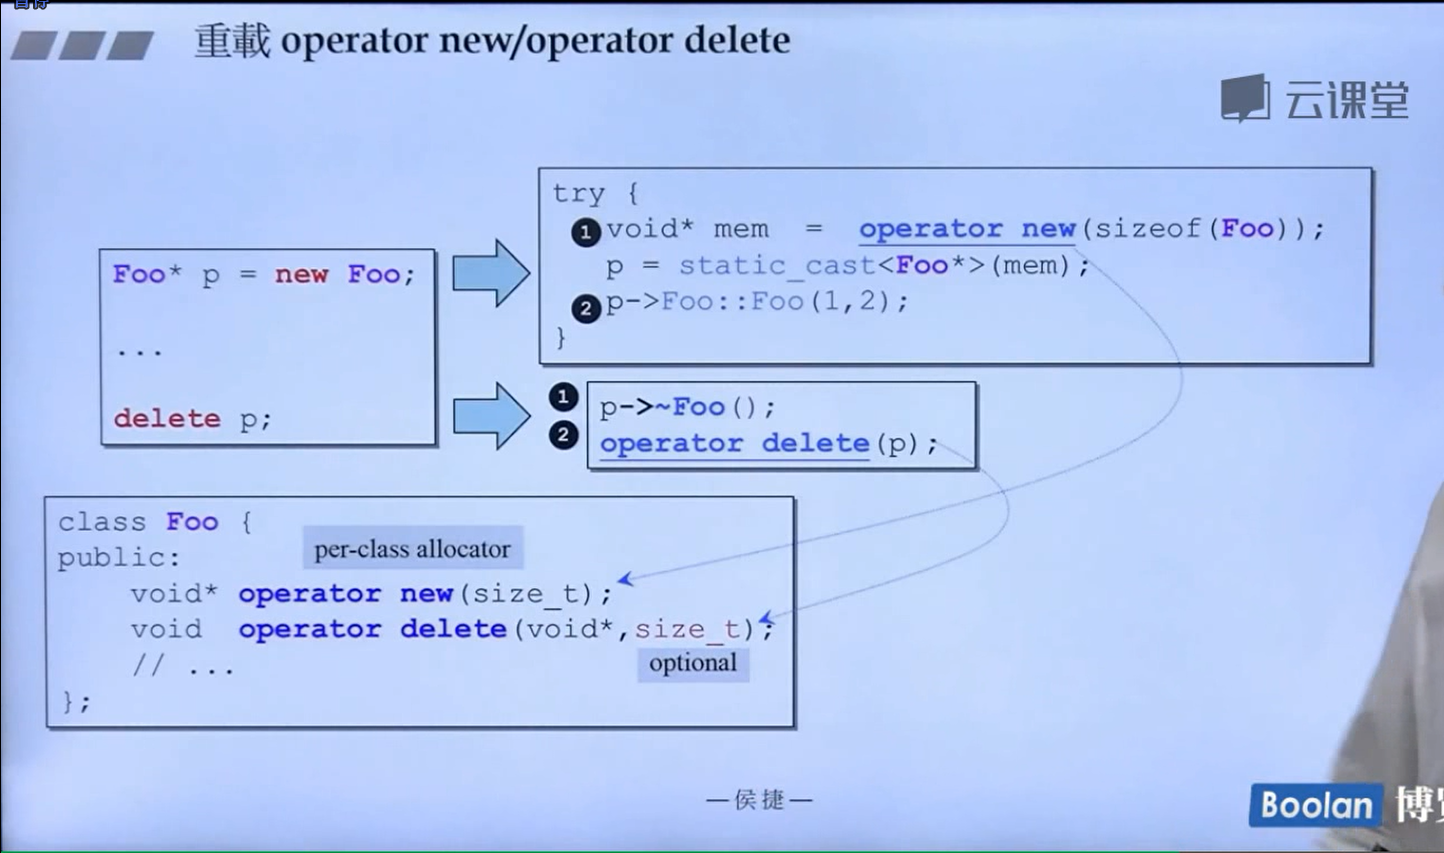 重載 operator new/operator delete
云课堂
Foo* p = new Foo;
...
delete p;
try {
❶void* mem = operator new(sizeof(Foo));
p = static_cast<Foo*>(mem);
❷p->Foo::Foo(1,2);
}
❶ p->~Foo();
❷ operator delete(p);
class Foo {
public:
per-class allocator
void* operator new(size_t);
void operator delete(void*,size_t);
// ...
optional
};
—侯捷—
Boolan 博